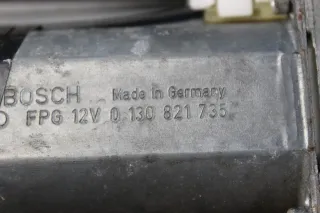 BOSCH Made in Germany
FPG 12V 0 130 821 735